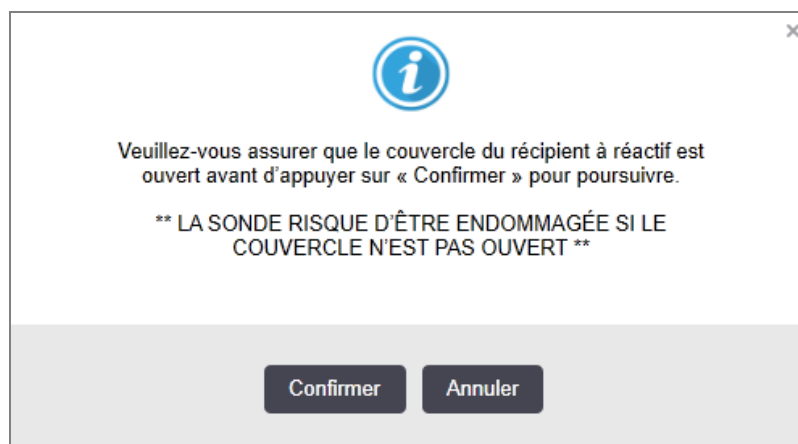 Veuillez-vous assurer que le couvercle du récipient à réactif est
ouvert avant d’appuyer sur « Confirmer » pour poursuivre.
** LA SONDE RISQUE D’ÊTRE ENDOMMAGÉE SI LE
COUVERCLE N’EST PAS OUVERT **
Confirmer Annuler